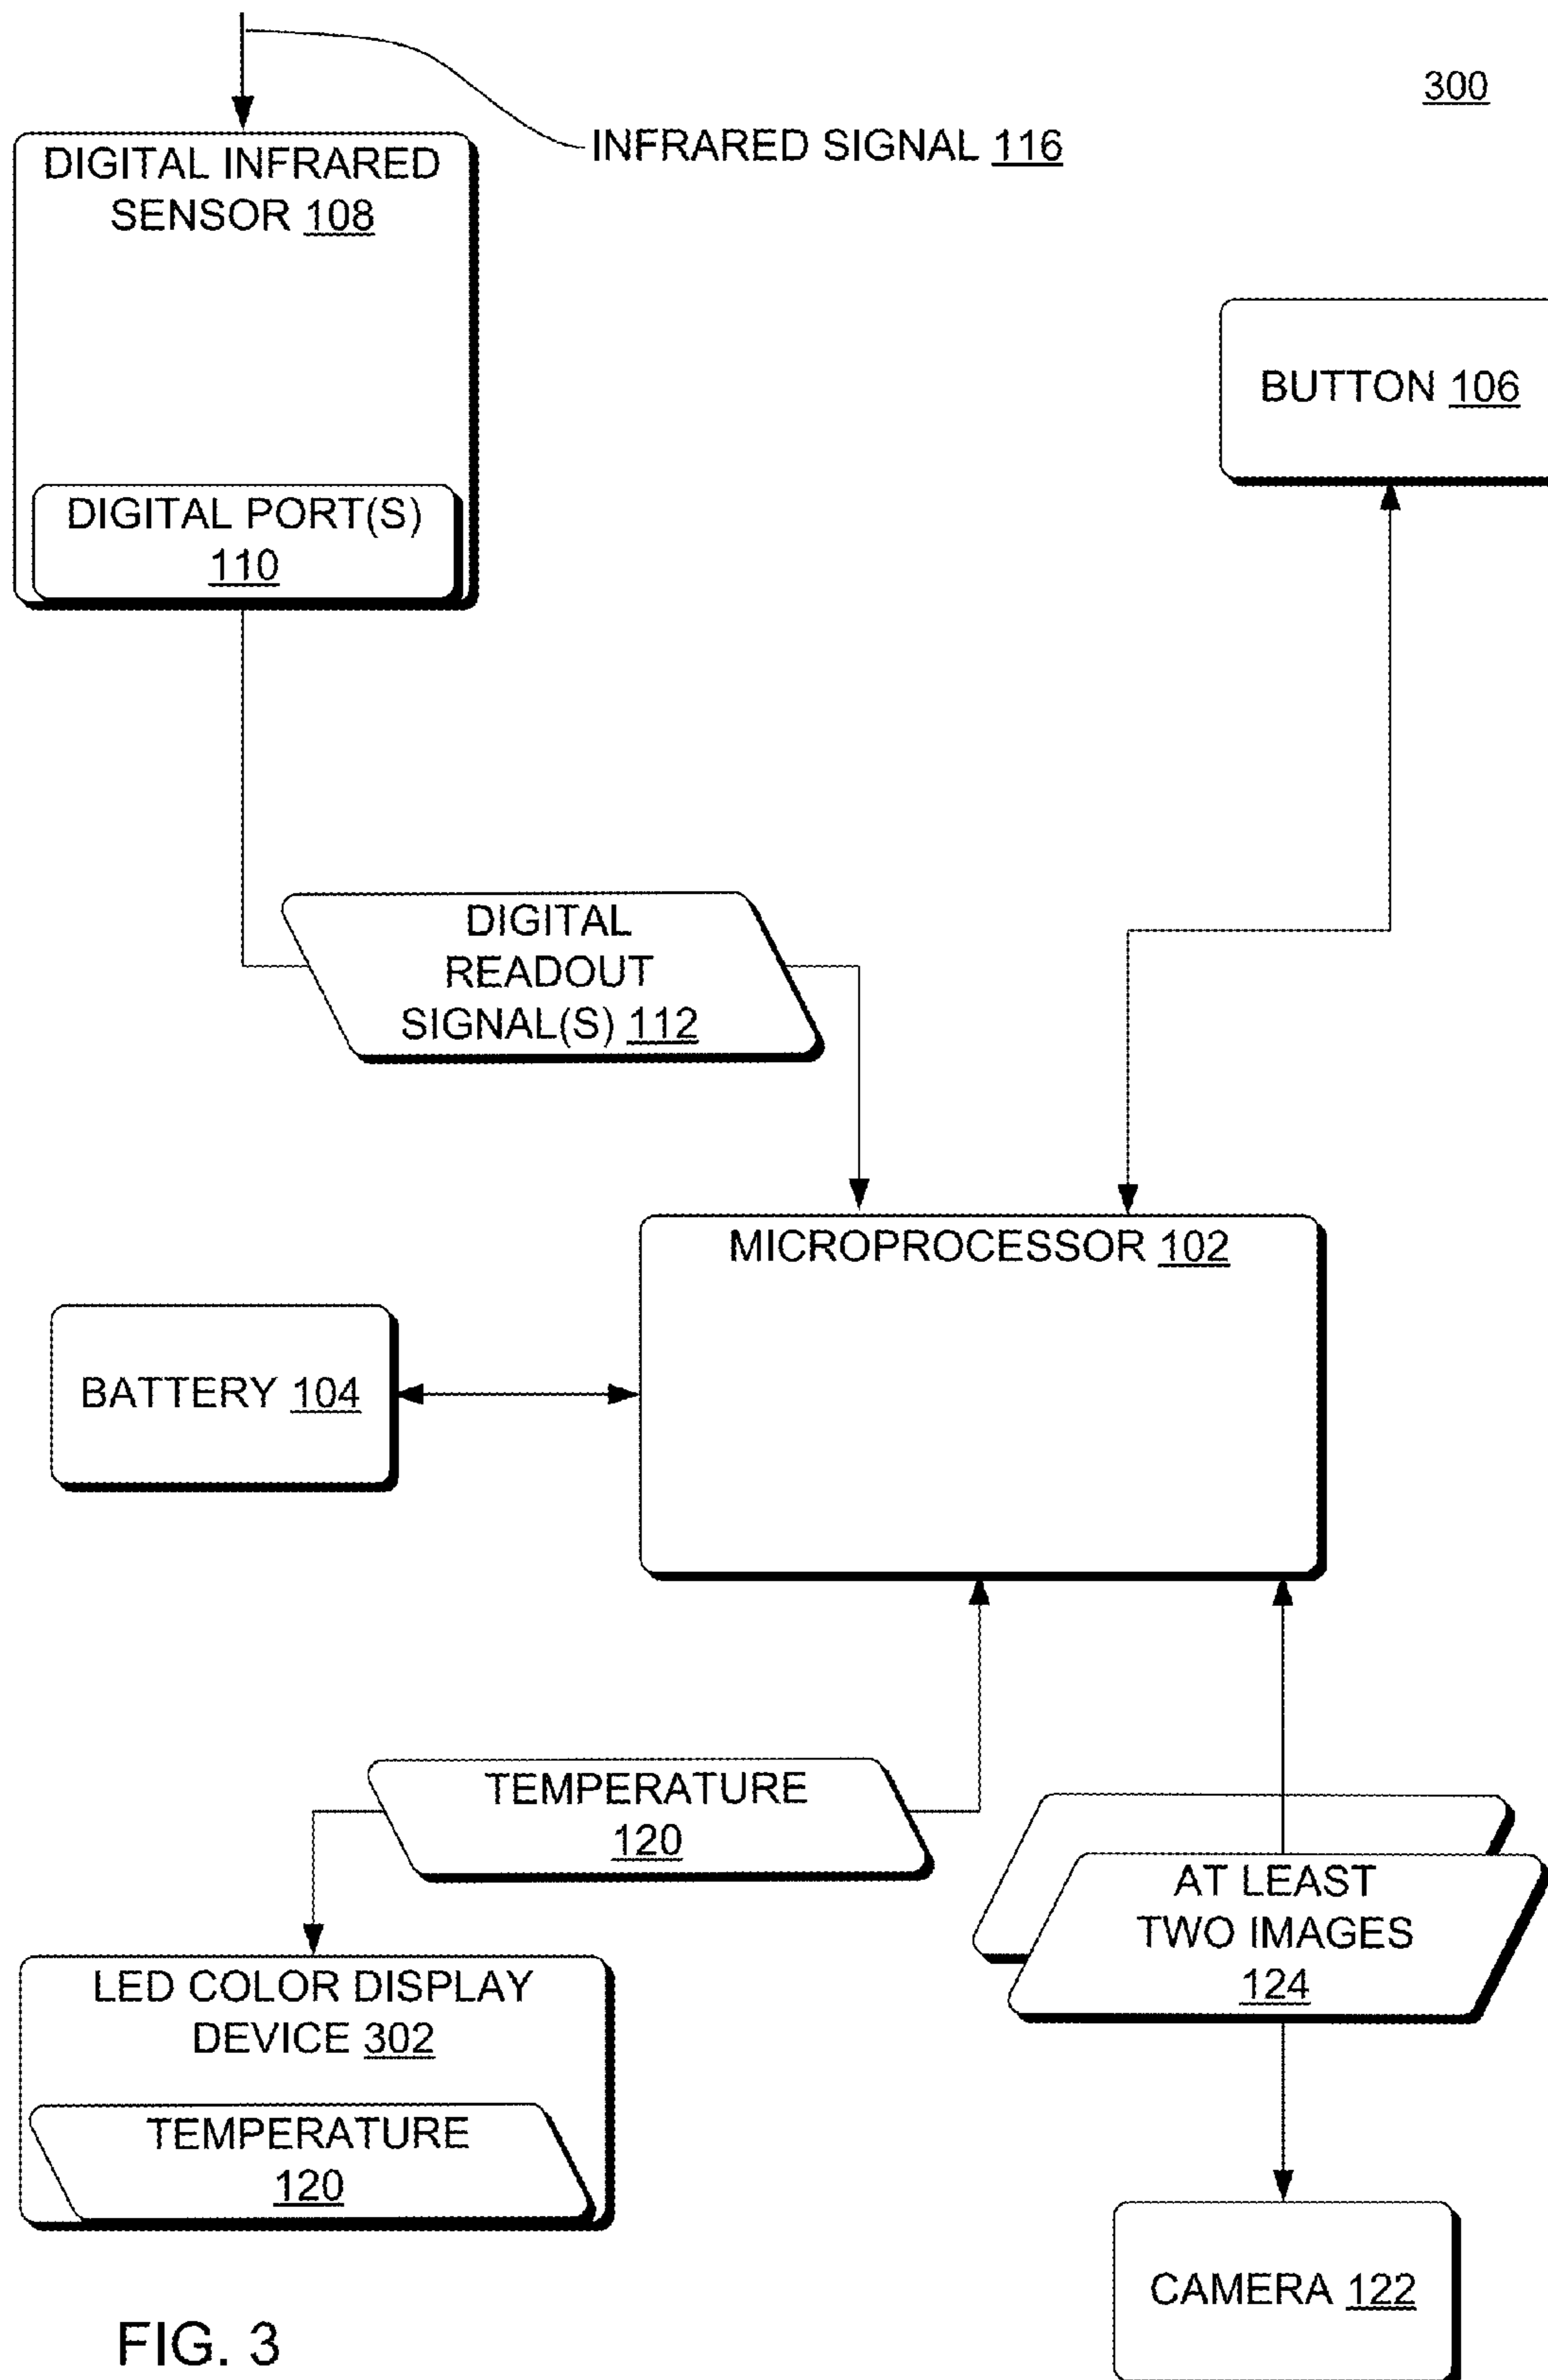 300
INFRARED SIGNAL 116
DIGITAL INFRARED
SENSOR 108
DIGITAL PORT(S)
110
BUTTON 106
DIGITAL
READOUT
SIGNAL(S) 112
MICROPROCESSOR 102
BATTERY 104
TEMPERATURE
120
AT LEAST
TWO IMAGES
124
LED COLOR DISPLAY
DEVICE 302
TEMPERATURE
120
CAMERA 122
FIG. 3